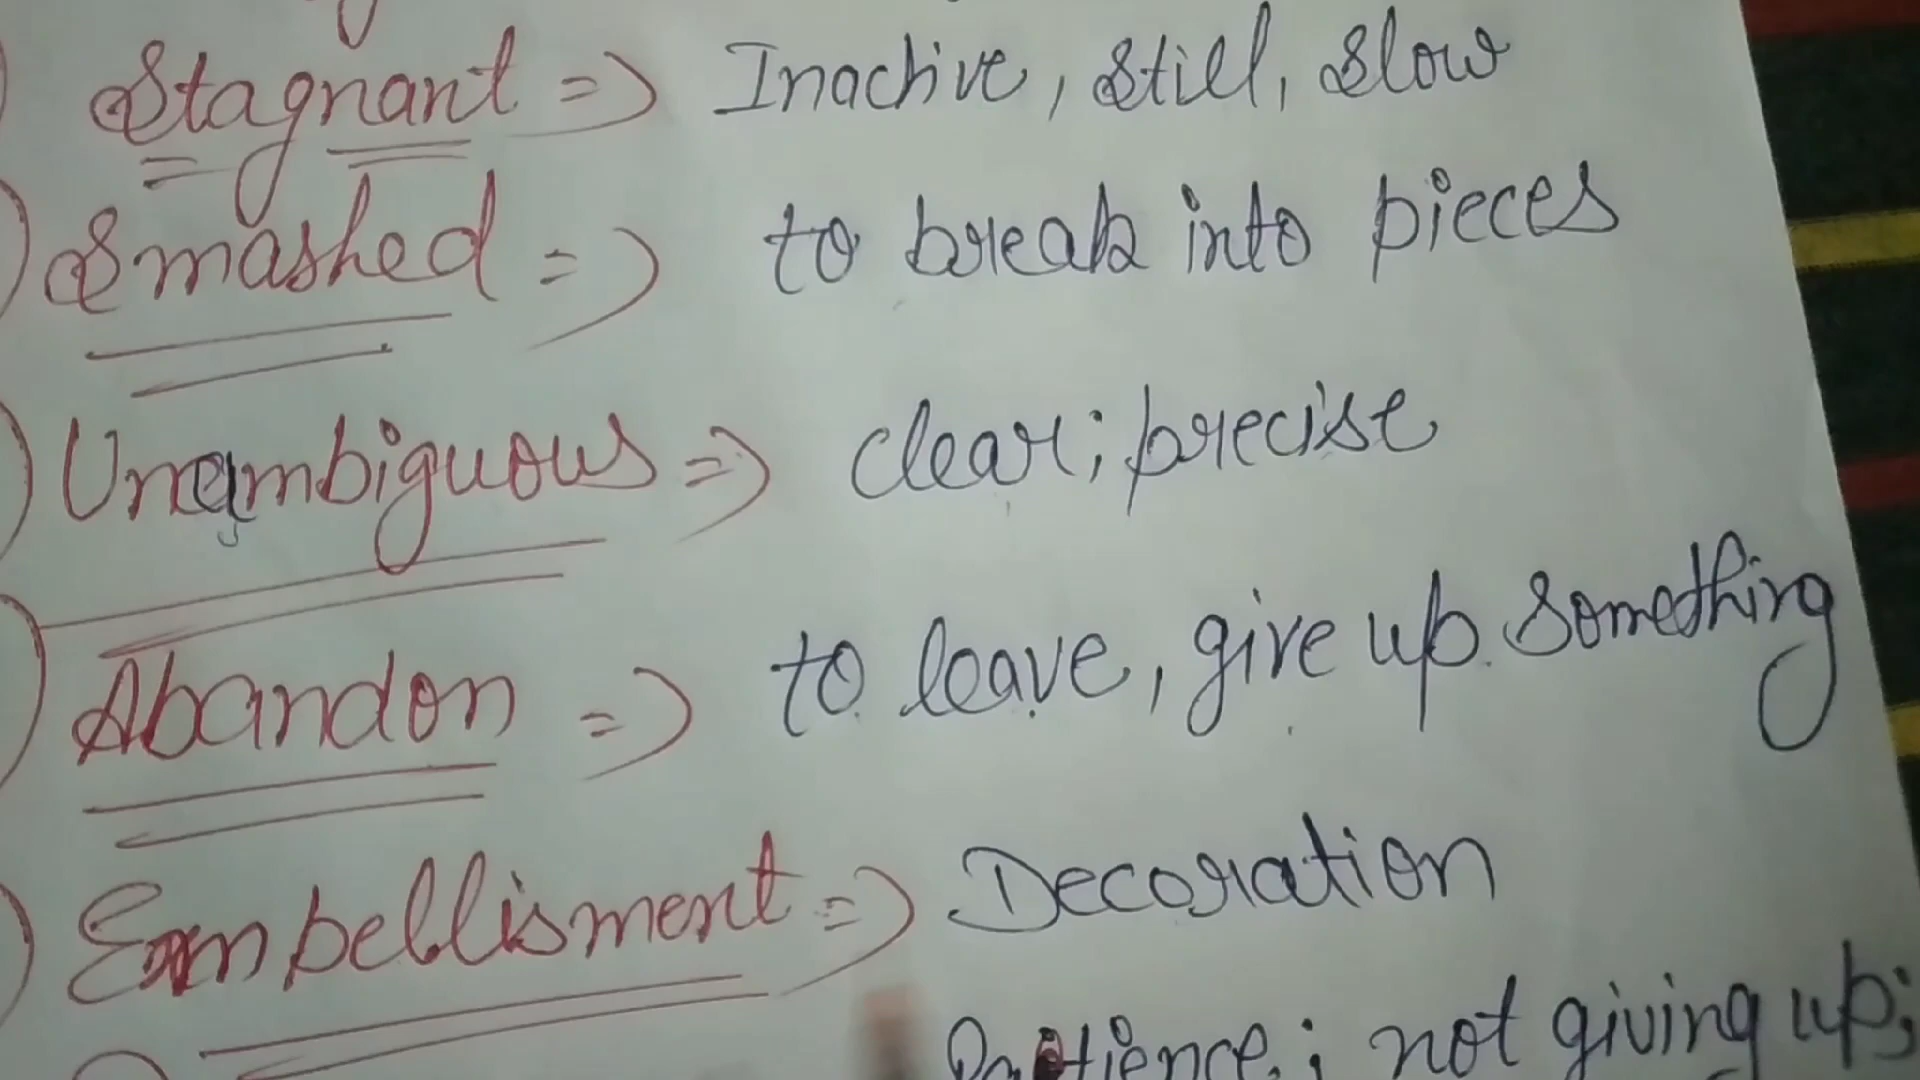 Stagnant => Inactive, Still, Slow
Smashed => to break into pieces
Unambiguous => clear; precise
Abandon => to leave, give up something
Embellisment => Decoration
Patience; not giving up;